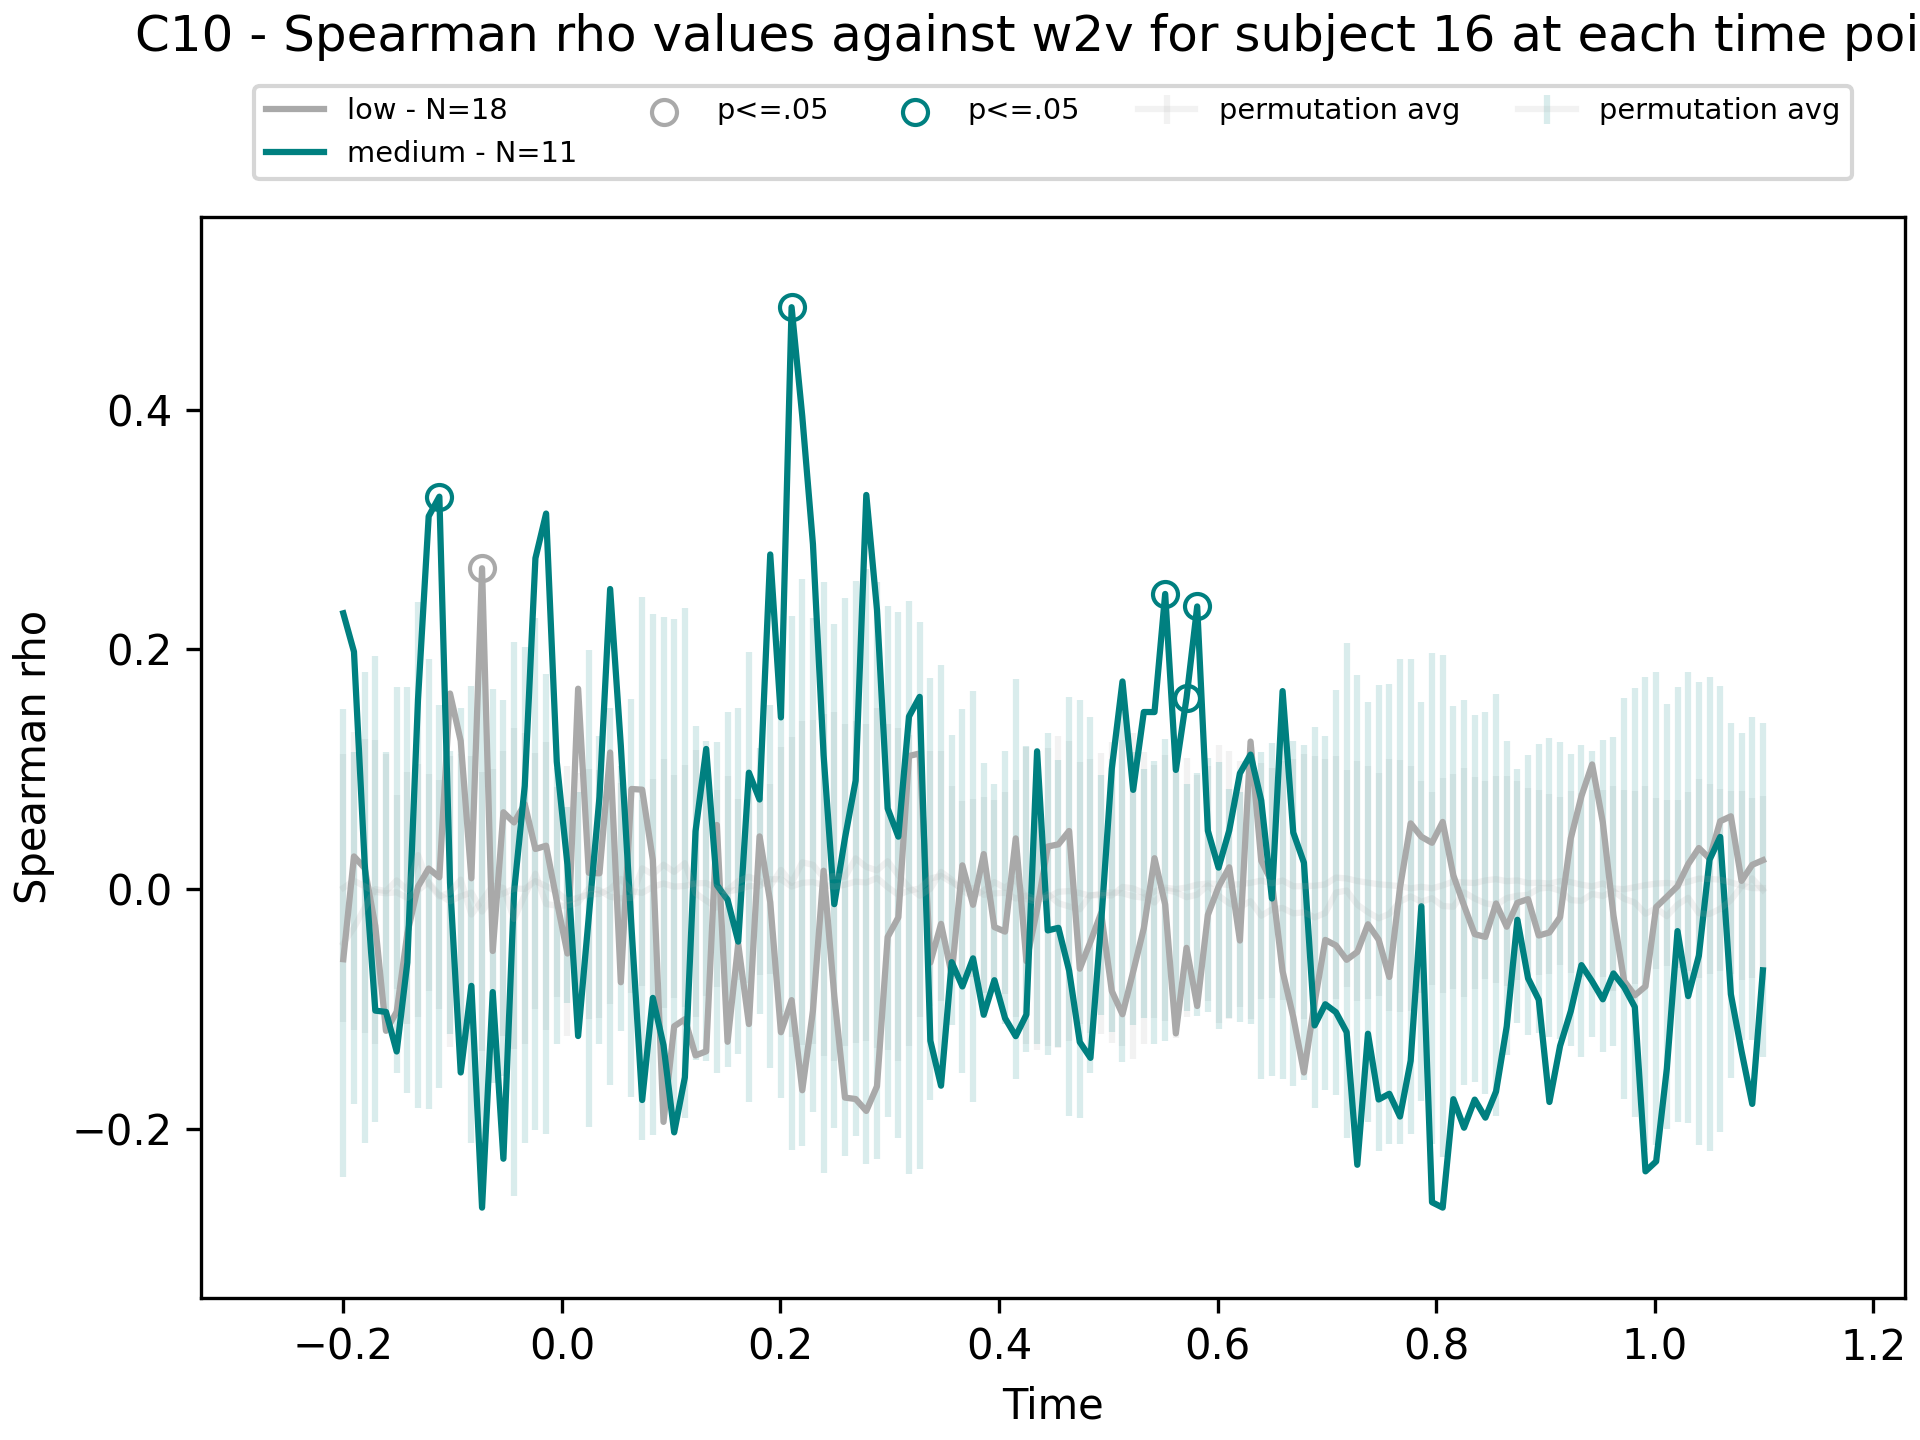 C10 - Spearman rho values against w2v for subject 16 at each time poi
low - N=18
medium - N=11
p<=.05
p<=.05
permutation avg
permutation avg
Spearman rho
0.4
0.2
0.0
−0.2
−0.2 0.0 0.2 0.4 0.6 0.8 1.0 1.2
Time